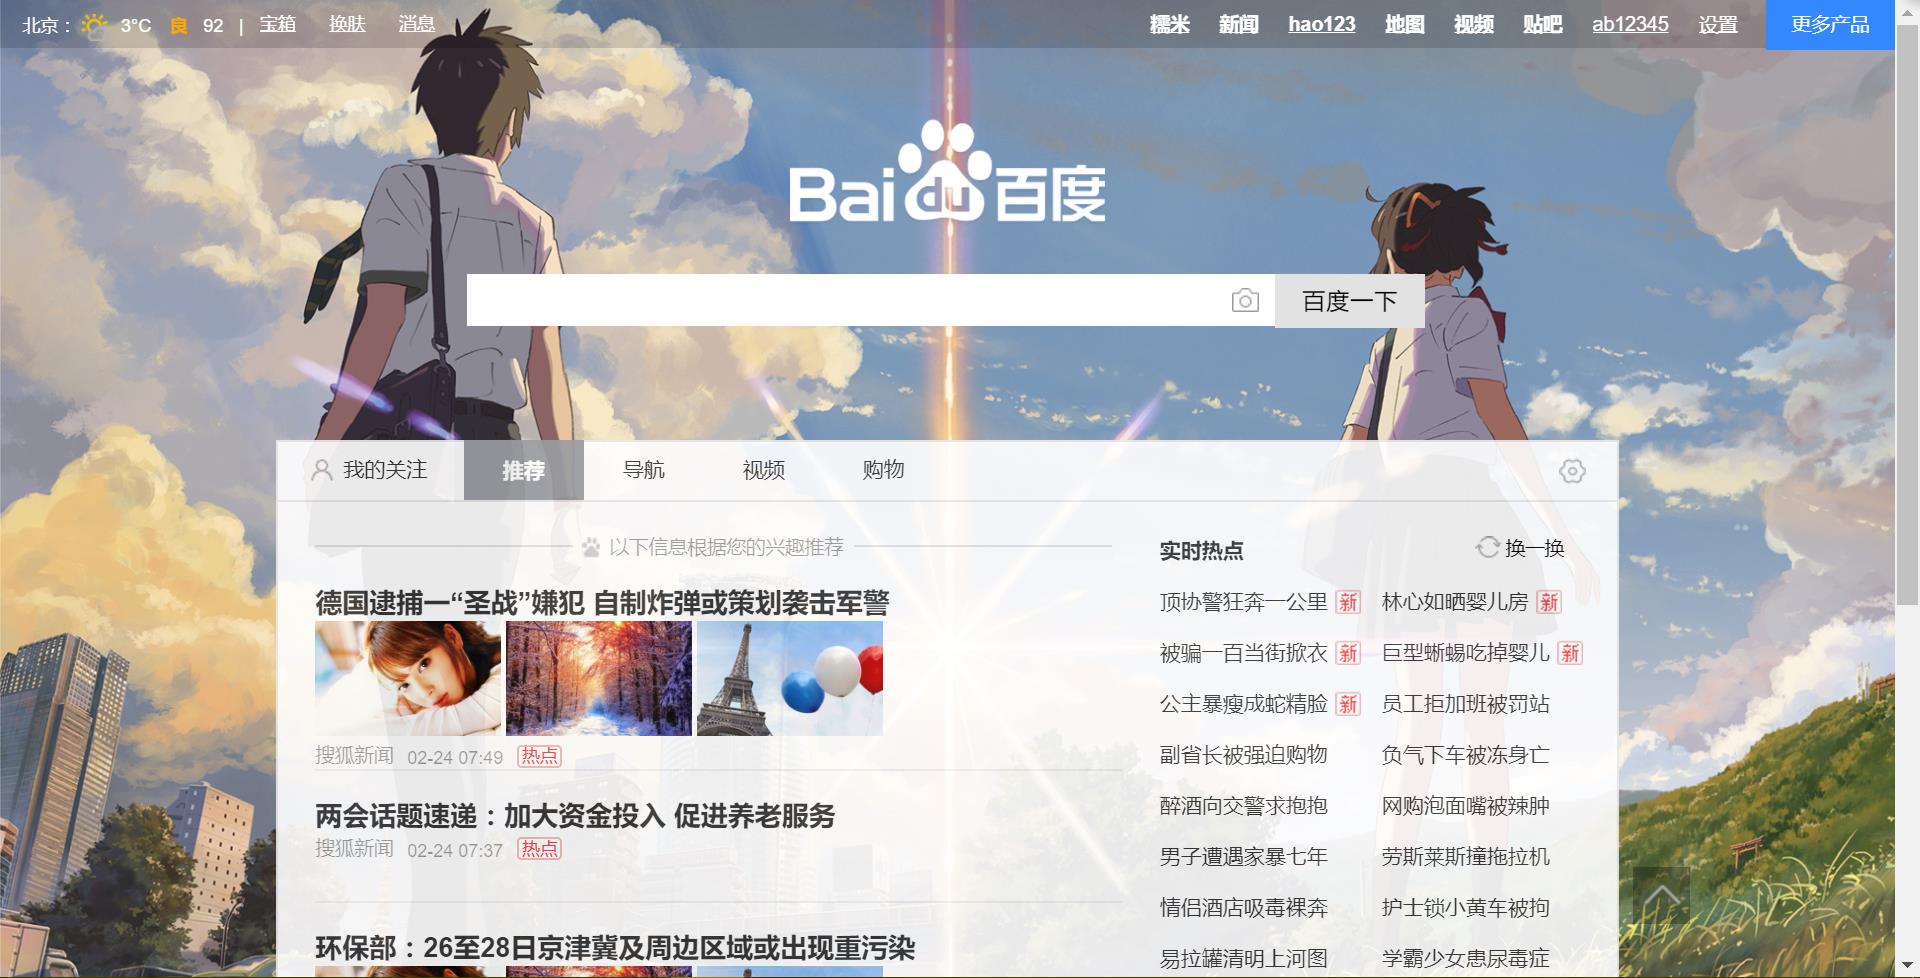 北京： 3°C 良 92 | 宝箱 换肤 消息
糯米 新闻 hao123 地图 视频 贴吧 ab12345 设置 更多产品
Bai du 百度
百度一下
我的关注 推荐 导航 视频 购物
以下信息根据您的兴趣推荐
德国逮捕一“圣战”嫌犯 自制炸弹或策划袭击军警
搜狐新闻 02-24 07:49 热点
两会话题速递：加大资金投入 促进养老服务
搜狐新闻 02-24 07:37 热点
环保部：26至28日京津冀及周边区域或出现重污染
实时热点 换一换
顶协警狂奔一公里 新 林心如晒婴儿房 新
被骗一百当街掀衣 新 巨型蜥蜴吃掉婴儿 新
公主暴瘦成蛇精脸 新 员工拒加班被罚站
副省长被强迫购物 负气下车被冻身亡
醉酒向交警求抱抱 网购泡面嘴被辣肿
男子遭遇家暴七年 劳斯莱斯撞拖拉机
情侣酒店吸毒裸奔 护士锁小黄车被拘
易拉罐清明上河图 学霸少女患尿毒症